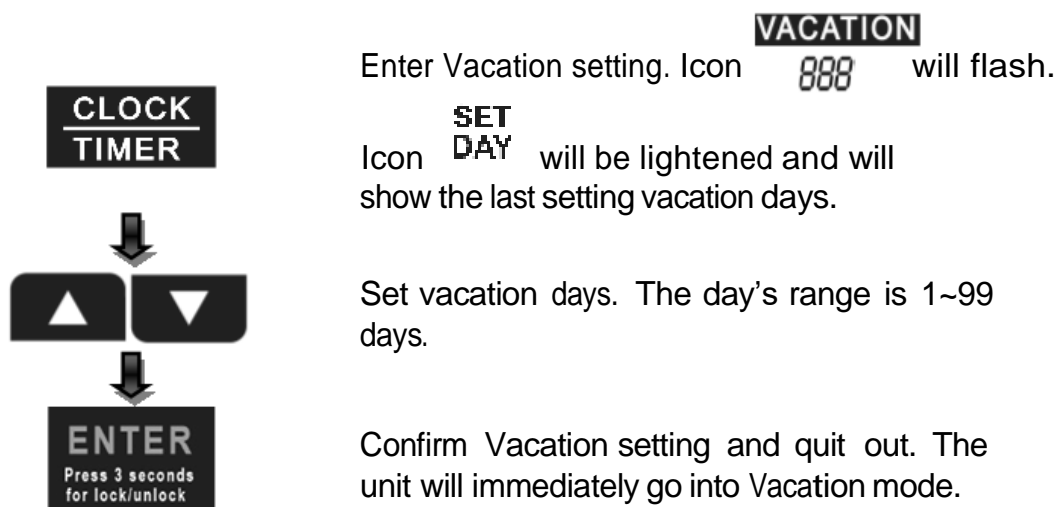 VACATION
Enter Vacation setting. Icon 888 will flash.
CLOCK
TIMER
SET
DAY
Icon will be lightened and will
show the last setting vacation days.
Set vacation days. The day's range is 1~99
days.
ENTER
Press 3 seconds
for lock/unlock
Confirm Vacation setting and quit out. The
unit will immediately go into Vacation mode.